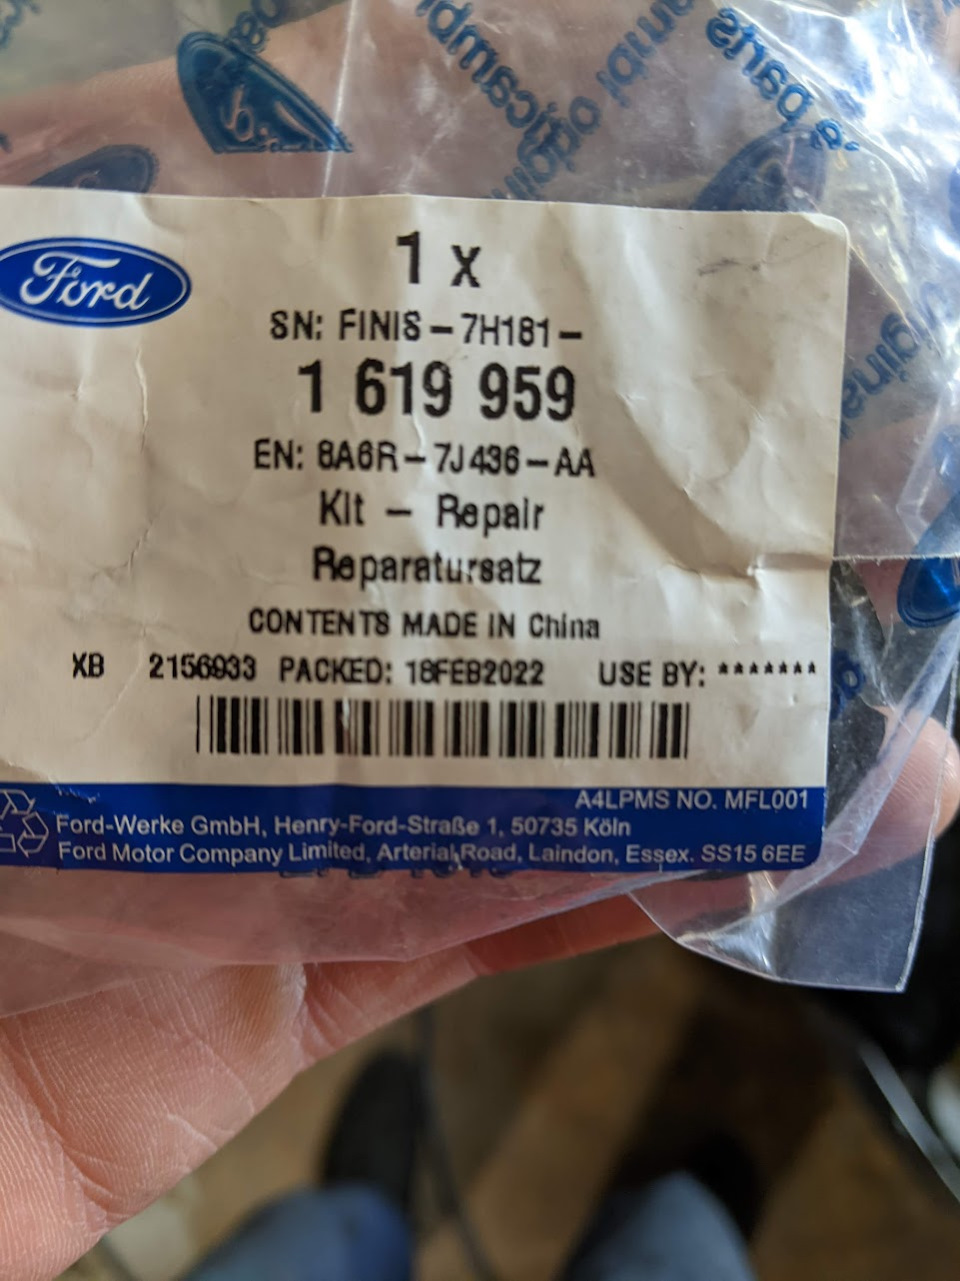 Ford
1 x
SN: FINIS – 7H181 –
1 619 959
EN: 8A6R – 7J436 – AA
Kit – Repair
Reparatursatz
CONTENTS MADE IN China
XB 2156933 PACKED: 18FEB2022 USE BY: *******
A4LPMS NO. MFL001
Ford-Werke GmbH, Henry-Ford-Straße 1, 50735 Köln
Ford Motor Company Limited, Arterial Road, Laindon, Essex. SS15 6EE